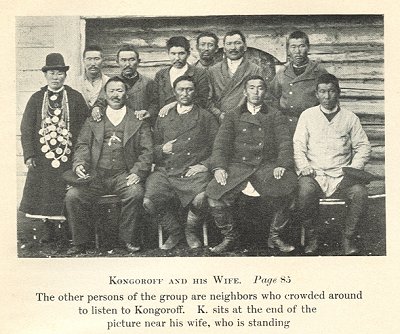 KONGOROFF AND HIS WIFE. Page 85
The other persons of the group are neighbors who crowded around
to listen to Kongoroff. K. sits at the end of the
picture near his wife, who is standing